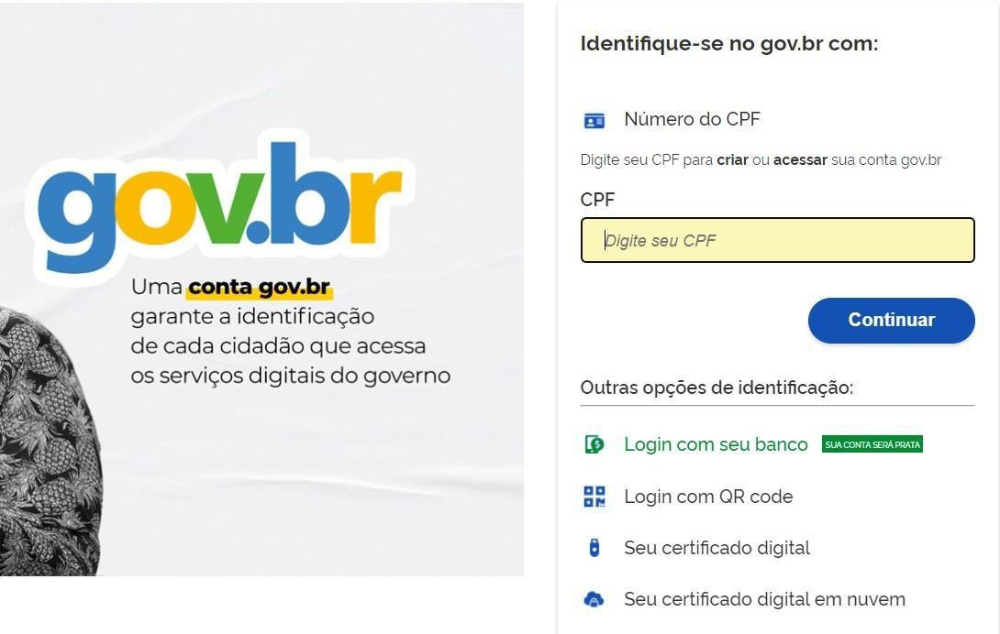 gov.br
Uma conta gov.br
garante a identificação
de cada cidadão que acessa
os serviços digitais do governo
Identifique-se no gov.br com:
Número do CPF
Digite seu CPF para criar ou acessar sua conta gov.br
CPF
Digite seu CPF
Continuar
Outras opções de identificação:
Login com seu banco SUA CONTA SERÁ PRATA
Login com QR code
Seu certificado digital
Seu certificado digital em nuvem